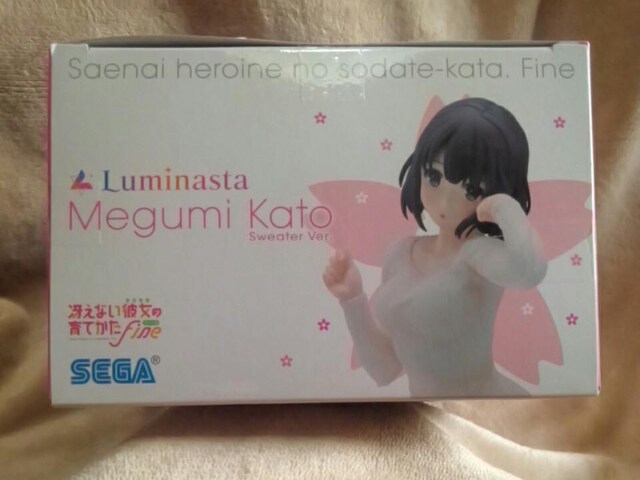 Saenai heroine no sodate-kata. Fine
Luminasta
Megumi Kato
Sweater Ver.
冴えない彼女の
育てかた fine
SEGA®